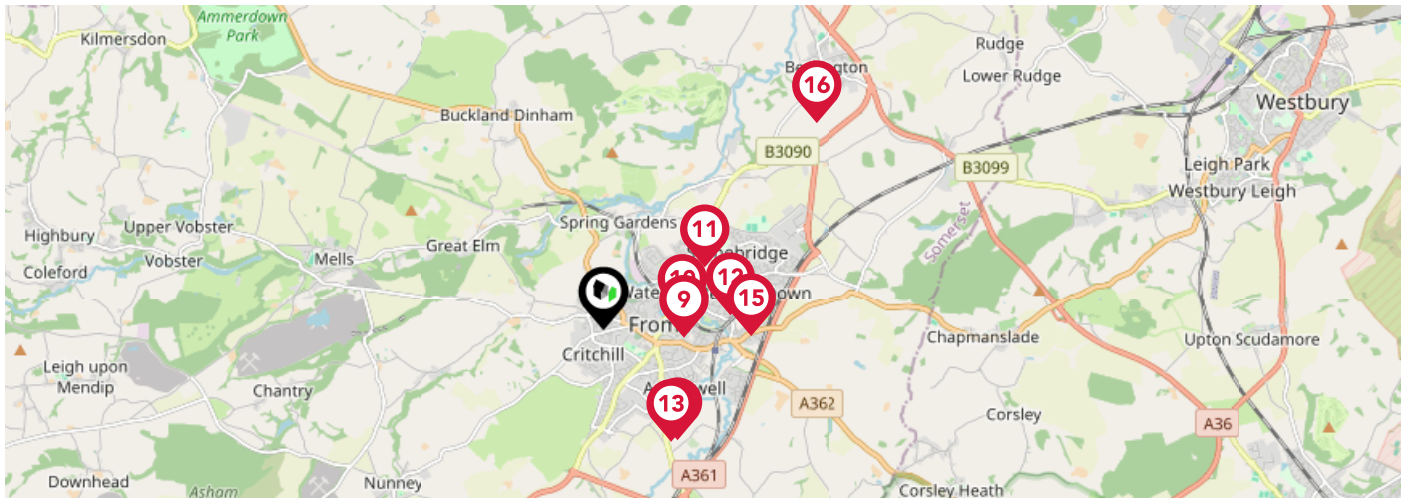 Ammerdown
Park
Kilmersdon
Rudge
Lower Rudge
16
Westbury
Buckland Dinham
B3090
B3099
Leigh Park
Westbury Leigh
Somerset
Spring Gardens
11
Upper Vobster
Highbury
Great Elm
Vobster
Mells
Coleford
12
9
15
Chapmanslade
Upton Scudamore
Critchill
Leigh upon
Mendip
Chantry
13
A362
Corsley
A36
A361
Downhead
Nunney
Asham
Corsley Heath